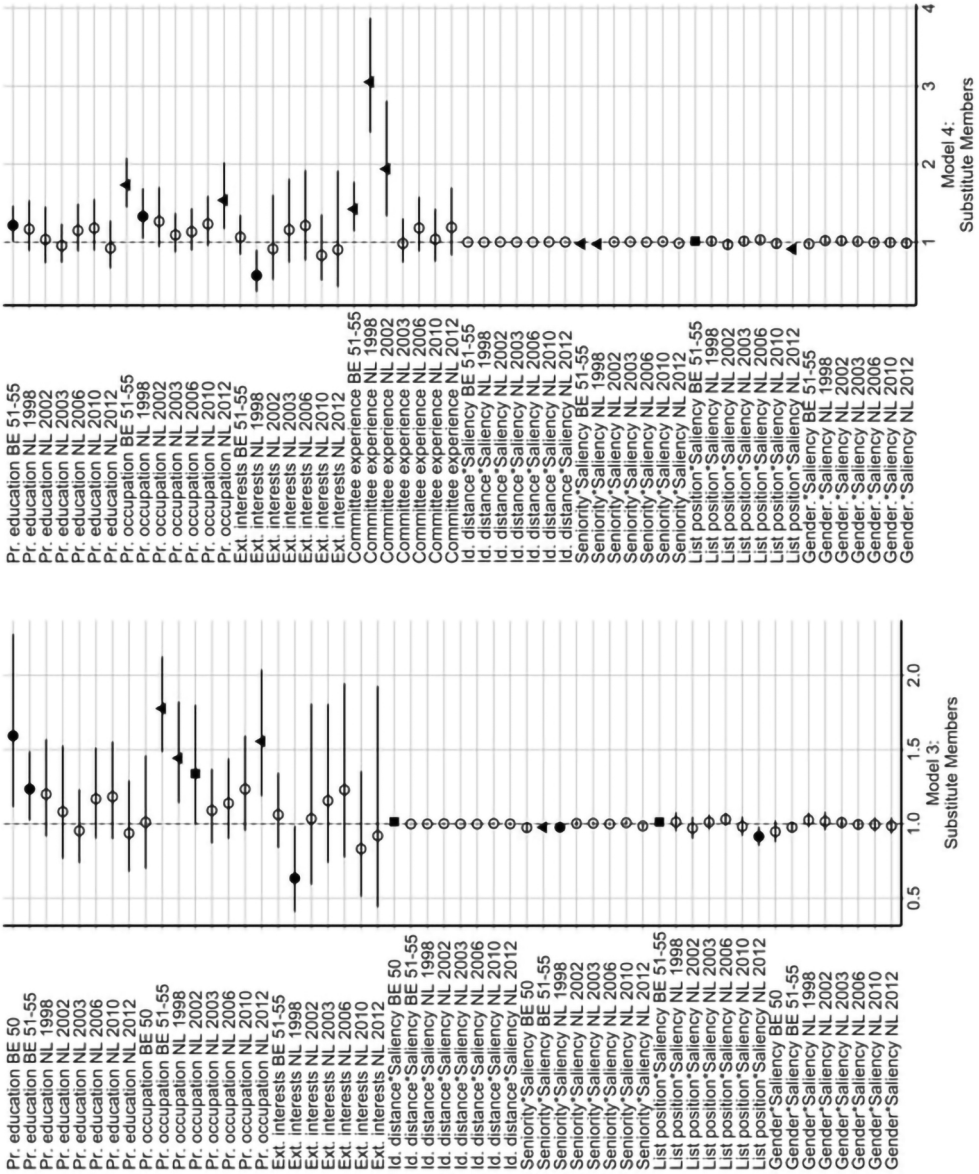 Pr. education BE 51-55
Pr. education NL 1998
Pr. education NL 2002
Pr. education NL 2003
Pr. education NL 2006
Pr. education NL 2010
Pr. education NL 2012
Pr. occupation BE 51-55
Pr. occupation NL 1998
Pr. occupation NL 2002
Pr. occupation NL 2003
Pr. occupation NL 2006
Pr. occupation NL 2010
Pr. occupation NL 2012
Ext. interests BE 51-55
Ext. interests NL 1998
Ext. interests NL 2002
Ext. interests NL 2003
Ext. interests NL 2006
Ext. interests NL 2010
Ext. interests NL 2012
Committee experience BE 51-55
Committee experience NL 1998
Committee experience NL 2002
Committee experience NL 2003
Committee experience NL 2006
Committee experience NL 2010
Committee experience NL 2012
Id. distance*Saliency BE 51-55
Id. distance*Saliency NL 1998
Id. distance*Saliency NL 2002
Id. distance*Saliency NL 2003
Id. distance*Saliency NL 2006
Id. distance*Saliency NL 2010
Id. distance*Saliency NL 2012
Seniority*Saliency BE 51-55
Seniority*Saliency NL 1998
Seniority*Saliency NL 2002
Seniority*Saliency NL 2003
Seniority*Saliency NL 2006
Seniority*Saliency NL 2010
Seniority*Saliency NL 2012
List position*Saliency BE 51-55
List position*Saliency NL 1998
List position*Saliency NL 2002
List position*Saliency NL 2003
List position*Saliency NL 2006
List position*Saliency NL 2010
List position*Saliency NL 2012
Gender.*Saliency BE 51-55
Gender.*Saliency NL 1998
Gender.*Saliency NL 2002
Gender.*Saliency NL 2003
Gender.*Saliency NL 2006
Gender.*Saliency NL 2010
Gender.*Saliency NL 2012
1 2 3 4
Model 4:
Substitute Members
Pr. education BE 50
Pr. education BE 51-55
Pr. education NL 1998
Pr. education NL 2002
Pr. education NL 2003
Pr. education NL 2006
Pr. education NL 2010
Pr. education NL 2012
Pr. occupation BE 50
Pr. occupation BE 51-55
Pr. occupation NL 1998
Pr. occupation NL 2002
Pr. occupation NL 2003
Pr. occupation NL 2006
Pr. occupation NL 2010
Pr. occupation NL 2012
Ext. interests BE 51-55
Ext. interests NL 1998
Ext. interests NL 2002
Ext. interests NL 2003
Ext. interests NL 2006
Ext. interests NL 2010
Ext. interests NL 2012
Id. distance*Saliency BE 50
Id. distance*Saliency BE 51-55
Id. distance*Saliency NL 1998
Id. distance*Saliency NL 2002
Id. distance*Saliency NL 2003
Id. distance*Saliency NL 2006
Id. distance*Saliency NL 2010
Id. distance*Saliency NL 2012
Seniority*Saliency BE 50
Seniority*Saliency BE 51-55
Seniority*Saliency NL 1998
Seniority*Saliency NL 2002
Seniority*Saliency NL 2003
Seniority*Saliency NL 2006
Seniority*Saliency NL 2010
Seniority*Saliency NL 2012
List position*Saliency BE 51-55
List position*Saliency NL 1998
List position*Saliency NL 2002
List position*Saliency NL 2003
List position*Saliency NL 2006
List position*Saliency NL 2010
List position*Saliency NL 2012
Gender*Saliency BE 50
Gender*Saliency BE 51-55
Gender*Saliency NL 1998
Gender*Saliency NL 2002
Gender*Saliency NL 2003
Gender*Saliency NL 2006
Gender*Saliency NL 2010
Gender*Saliency NL 2012
0.5 1.0 1.5 2.0
Model 3:
Substitute Members